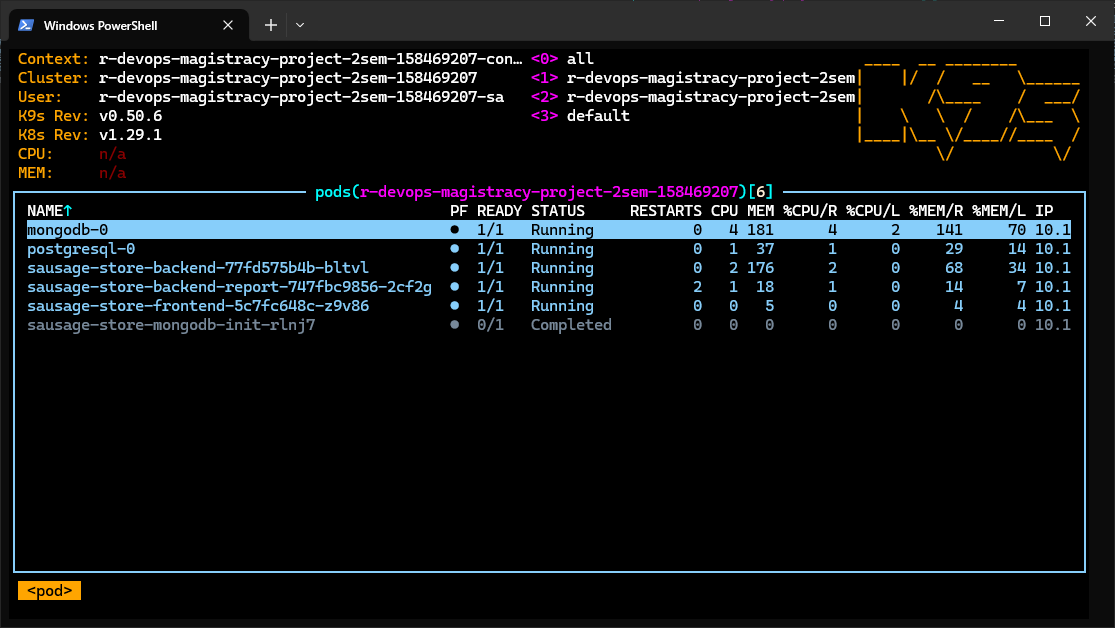 Windows PowerShell
Context: r-devops-magistracy-project-2sem-158469207-con… <0> all
Cluster: r-devops-magistracy-project-2sem-158469207 <1> r-devops-magistracy-project-2sem
User: r-devops-magistracy-project-2sem-158469207-sa <2> r-devops-magistracy-project-2sem
K9s Rev: v0.50.6 <3> default
K8s Rev: v1.29.1
CPU: n/a
MEM: n/a
pods(r-devops-magistracy-project-2sem-158469207)[6]
NAME↑ PF READY STATUS RESTARTS CPU MEM %CPU/R %CPU/L %MEM/R %MEM/L IP
mongodb-0 ● 1/1 Running 0 4 181 4 2 141 70 10.1
postgresql-0 ● 1/1 Running 0 1 37 1 0 29 14 10.1
sausage-store-backend-77fd575b4b-bltvl ● 1/1 Running 0 2 176 2 0 68 34 10.1
sausage-store-backend-report-747fbc9856-2cf2g ● 1/1 Running 2 1 18 1 0 14 7 10.1
sausage-store-frontend-5c7fc648c-z9v86 ● 1/1 Running 0 0 5 0 0 4 4 10.1
sausage-store-mongodb-init-rlnj7 ● 0/1 Completed 0 0 0 0 0 0 0 10.1
<pod>